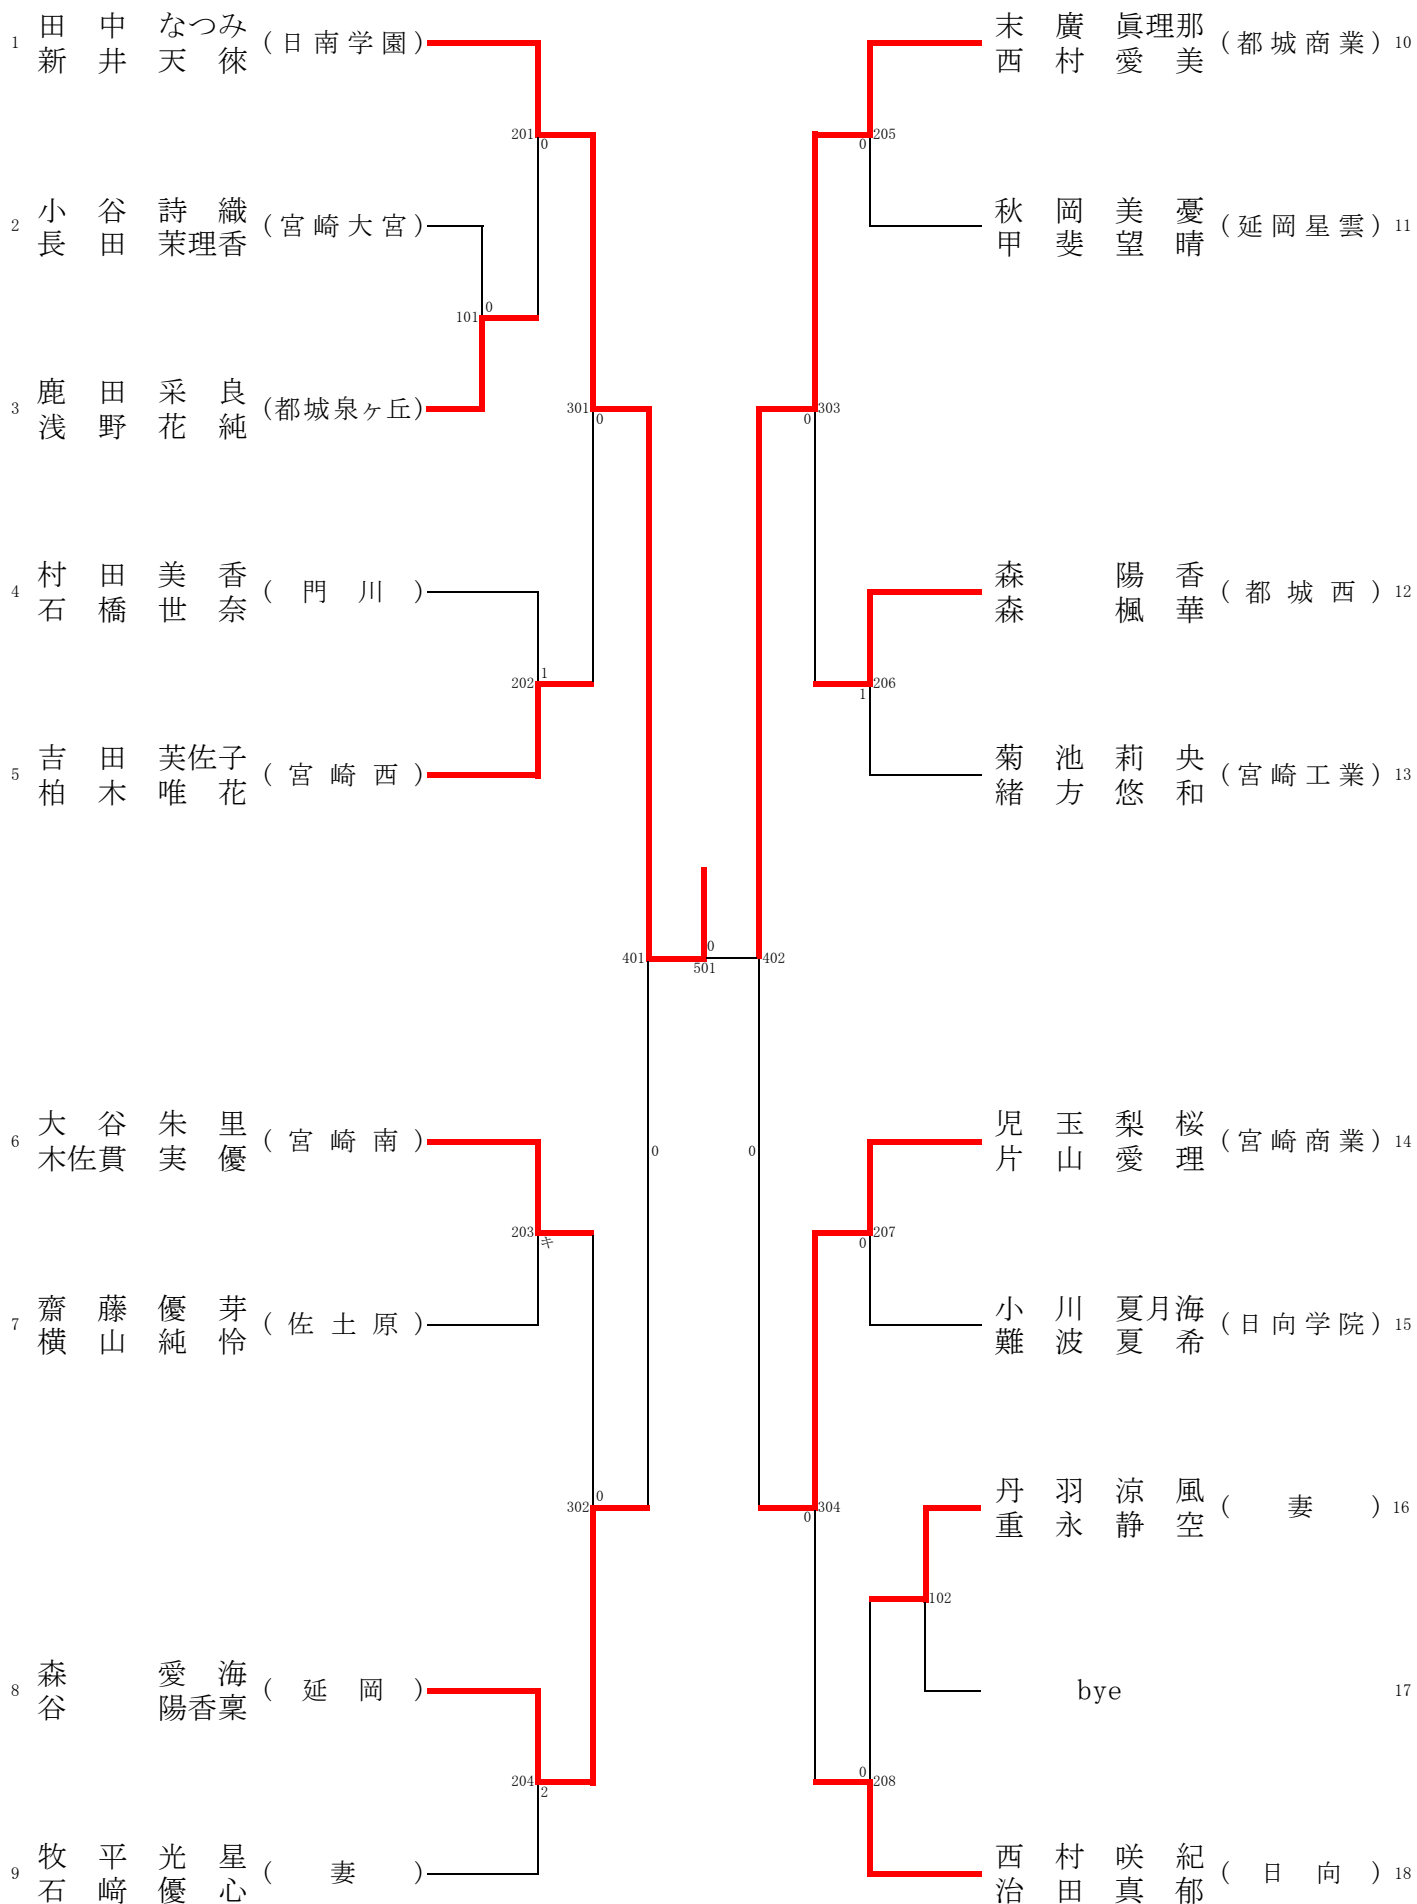 1 田中なつみ (日南学園)
新井天徠
2 小谷詩織 (宮崎大宮)
長田茉理香
3 鹿田采良 (都城泉ヶ丘)
浅野花純
4 村田美香 (門川)
石橋世奈
5 吉田芙佐子 (宮崎西)
柏木唯花
6 大谷朱里 (宮崎南)
木佐貫実優
7 齋藤優芽 (佐土原)
横山純怜
8 森愛海 (延岡)
谷陽香稟
9 牧平光星 (妻)
石﨑優心
201
0
101
0
301
0
202
1
401
0
501
0
402
0
203
キ
302
0
204
2
205
0
303
0
206
1
207
0
304
0
102
208
0
末廣眞理那 (都城商業) 10
西村愛美
秋岡美憂 (延岡星雲) 11
甲斐望晴
森陽香 (都城西) 12
森楓華
菊池莉央 (宮崎工業) 13
緒方悠和
児玉梨桜 (宮崎商業) 14
片山愛理
小川夏月海 (日向学院) 15
難波夏希
丹羽涼風 (妻) 16
重永静空
bye 17
西村咲紀 (日向) 18
治田真郁